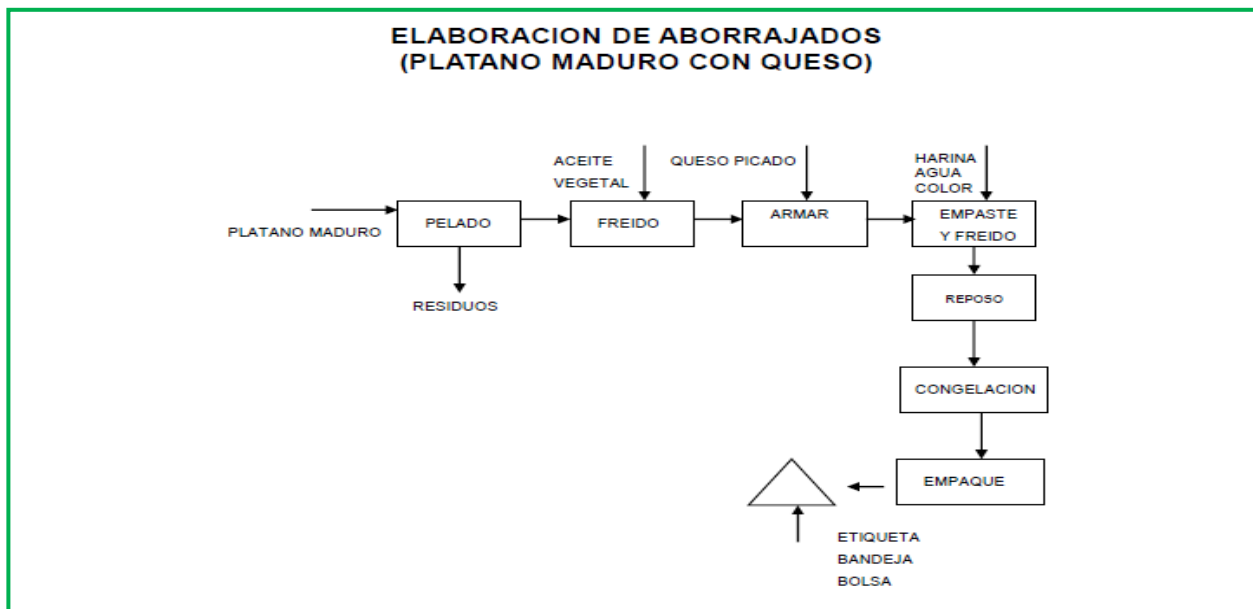 ELABORACION DE ABORRAJADOS
(PLATANO MADURO CON QUESO)
ACEITE
VEGETAL
QUESO PICADO
HARINA
AGUA
COLOR
PLATANO MADURO
PELADO
FREIDO
ARMAR
EMPASTE
Y FREIDO
RESIDUOS
REPOSO
CONGELACION
EMPAQUE
ETIQUETA
BANDEJA
BOLSA